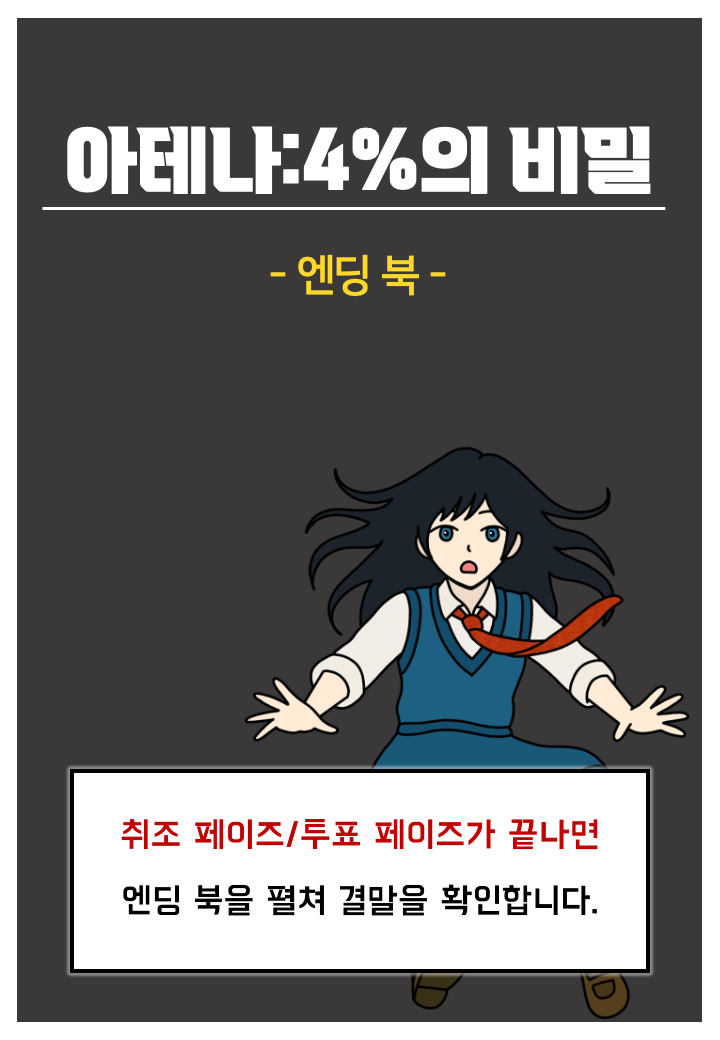 아테나:4%의 비밀
- 엔딩 북 -
취조 페이즈/투표 페이즈가 끝나면
엔딩 북을 펼쳐 결말을 확인합니다.